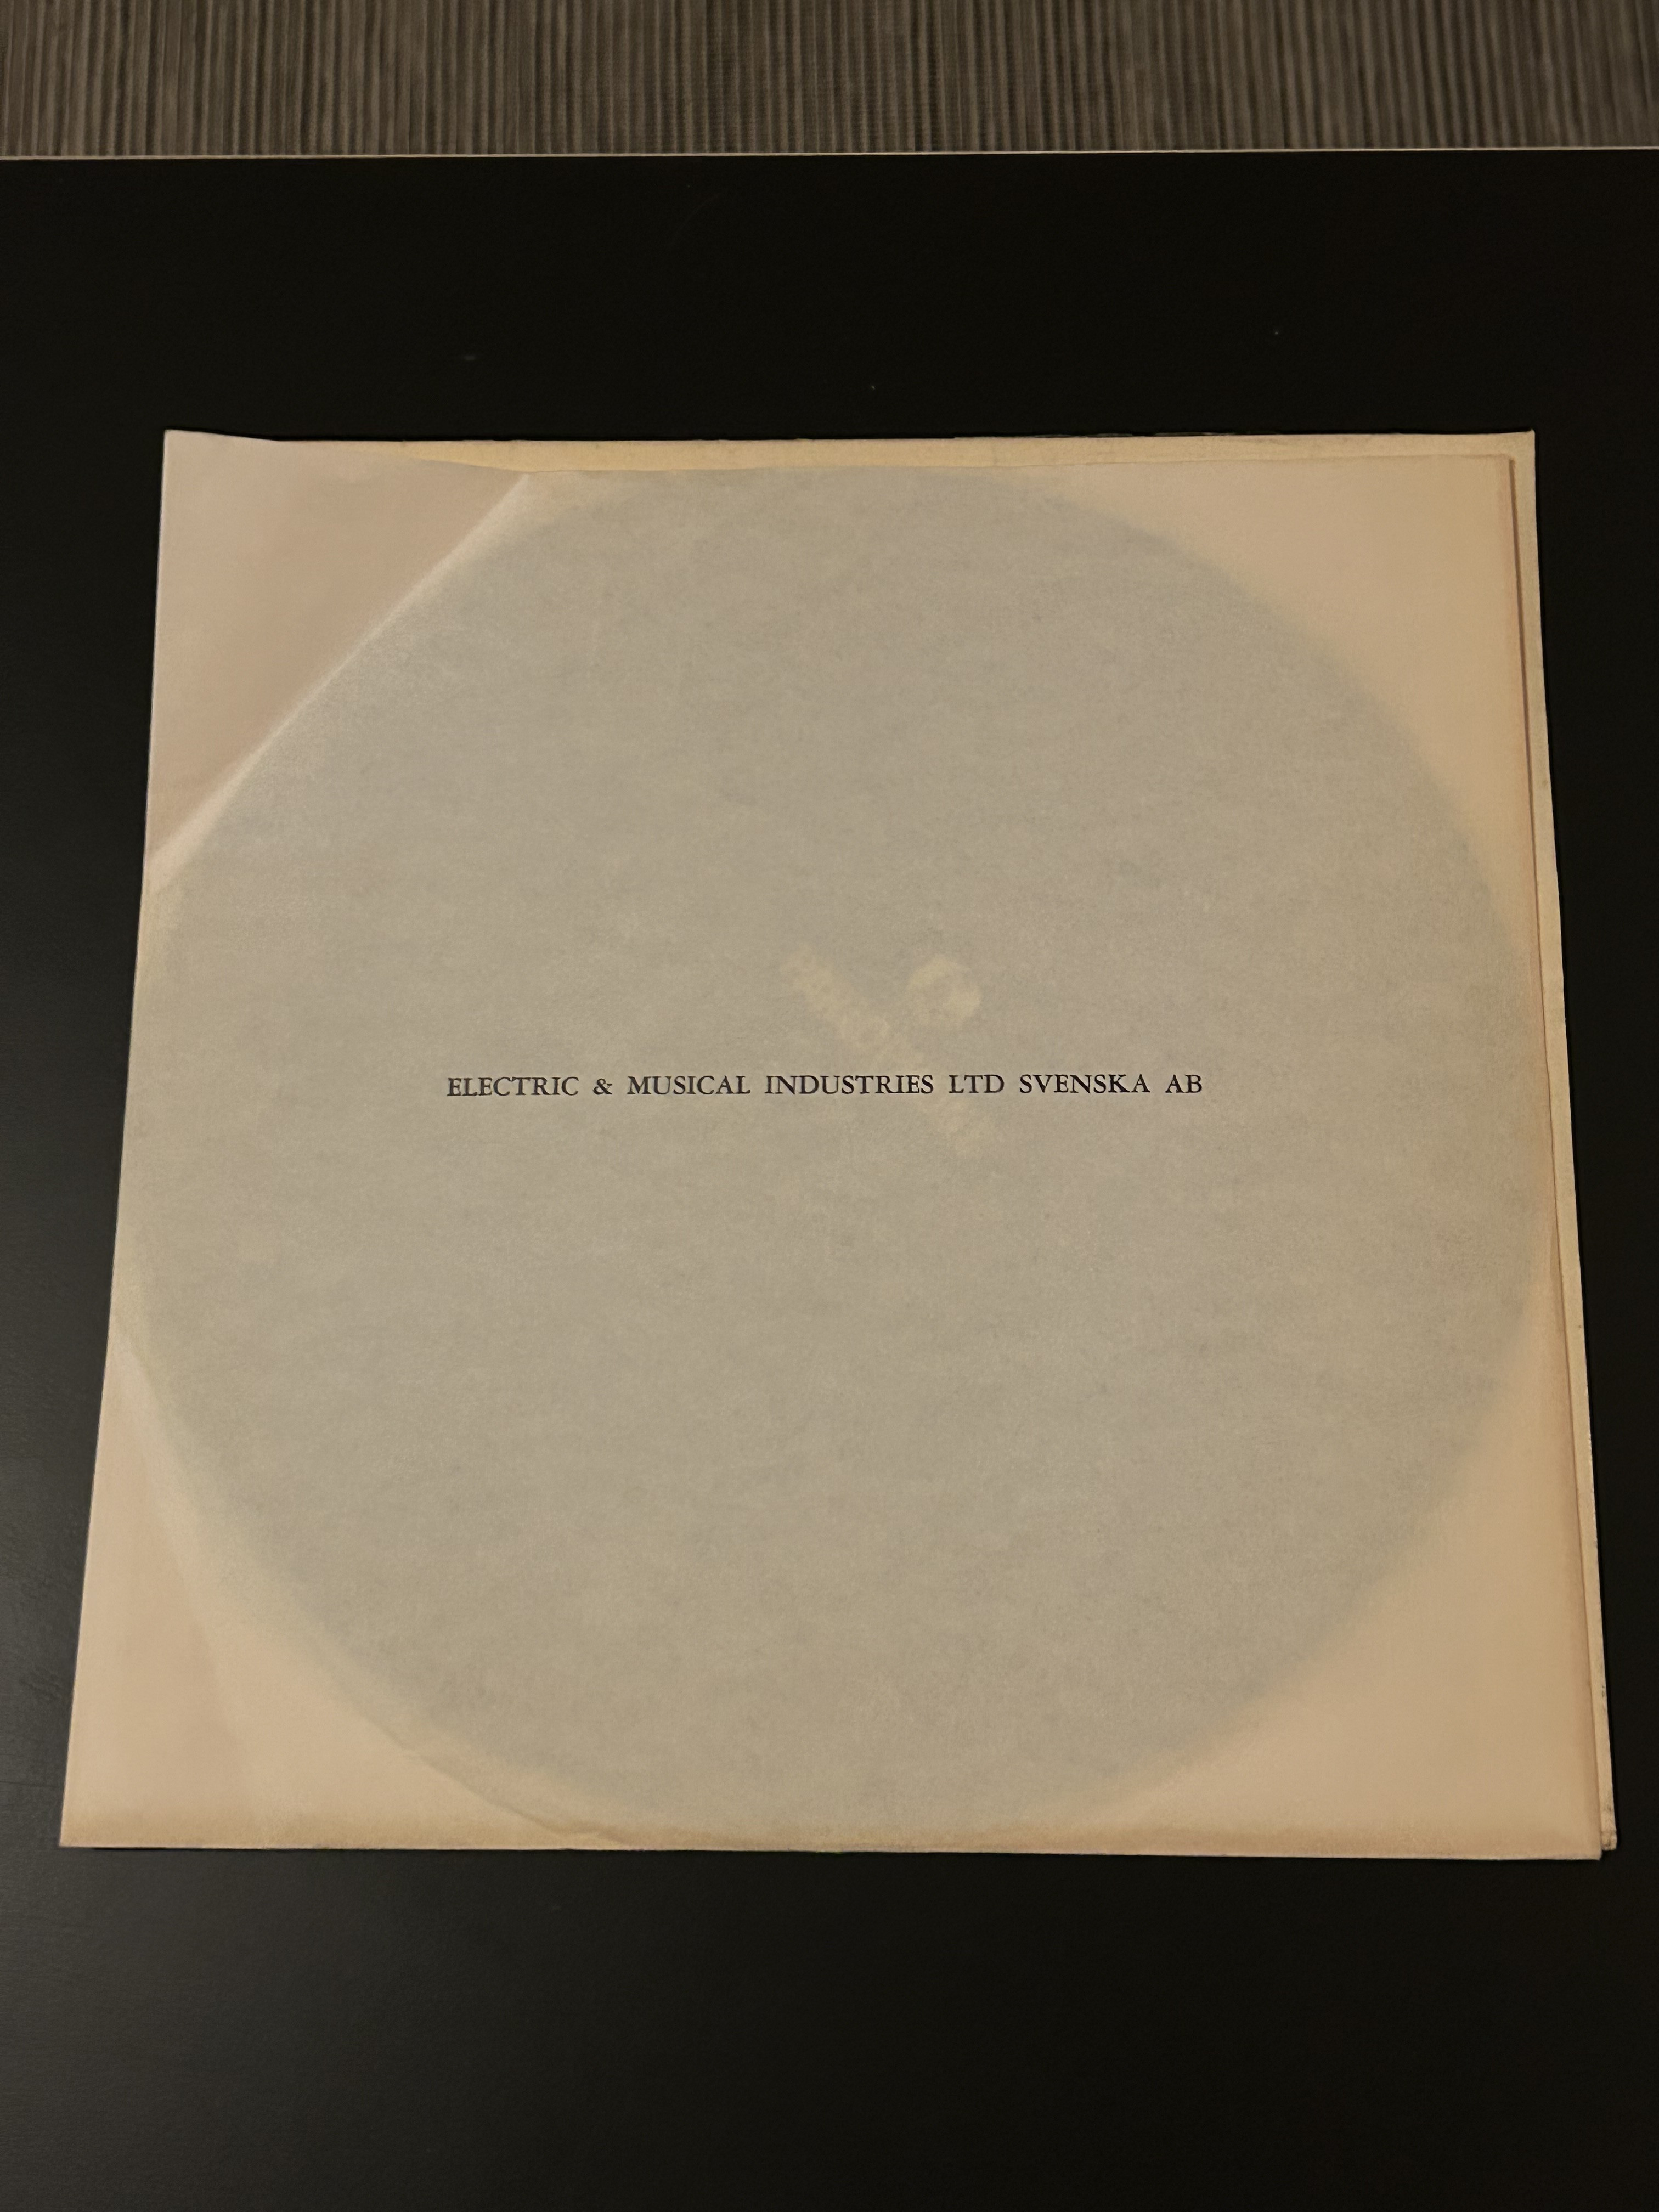 ELECTRIC & MUSICAL INDUSTRIES LTD SVENSKA AB